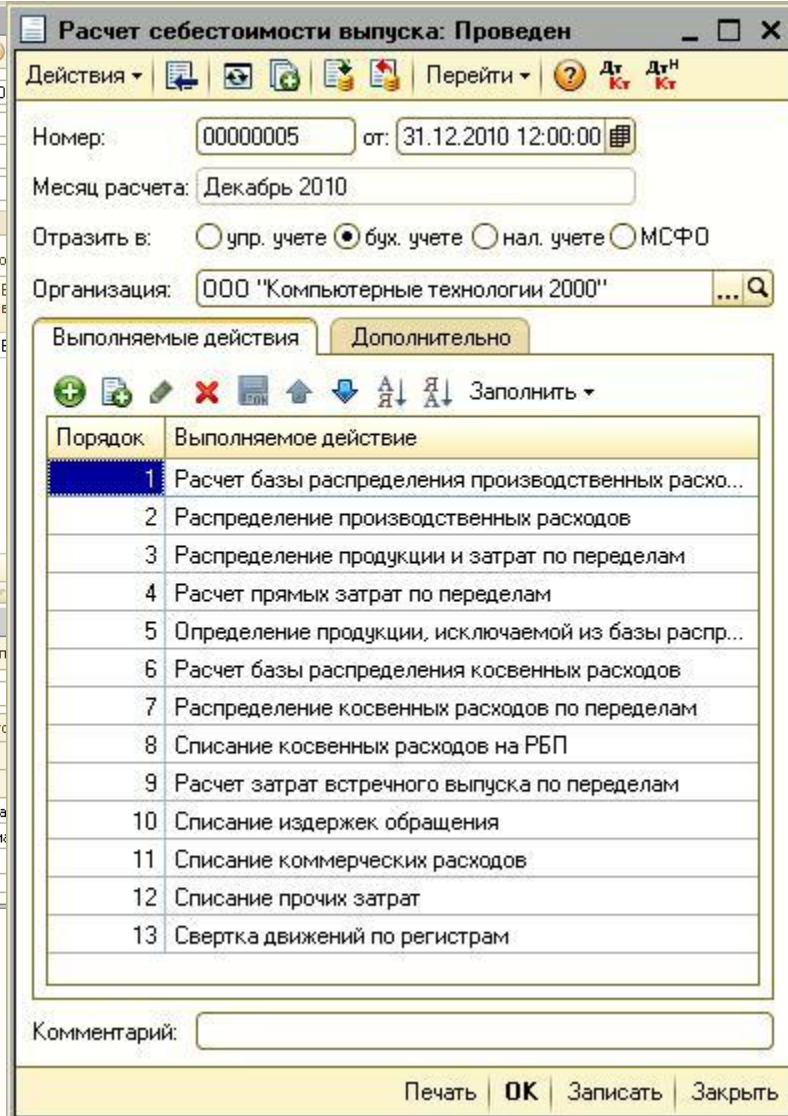 Расчет себестоимости выпуска: Проведен
Действия Перейти ? Дт Кт Дт Кт Н
Номер: 00000005 от: 31.12.2010 12:00:00
Месяц расчета: Декабрь 2010
Отразить в: упр. учете бух. учете нал. учете МСФО
Организация: ООО "Компьютерные технологии 2000" ...
Выполняемые действия Дополнительно
А Я Я А Заполнить
Порядок Выполняемое действие
1 Расчет базы распределения производственных расхо...
2 Распределение производственных расходов
3 Распределение продукции и затрат по переделам
4 Расчет прямых затрат по переделам
5 Определение продукции, исключаемой из базы распр...
6 Расчет базы распределения косвенных расходов
7 Распределение косвенных расходов по переделам
8 Списание косвенных расходов на РБП
9 Расчет затрат встречного выпуска по переделам
10 Списание издержек обращения
11 Списание коммерческих расходов
12 Списание прочих затрат
13 Свертка движений по регистрам
Комментарий:
Печать OK Записать Закрыть